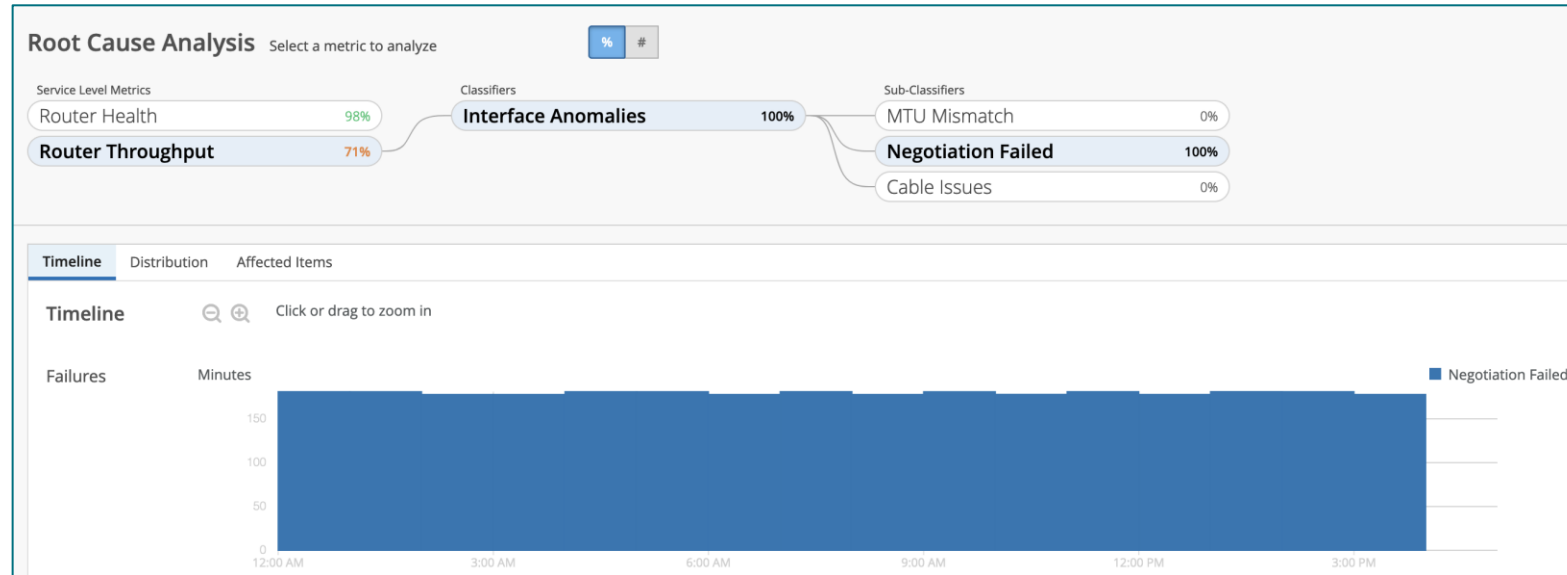 Root Cause Analysis Select a metric to analyze % #
Service Level Metrics Classifiers Sub-Classifiers
Router Health 98% Interface Anomalies 100% MTU Mismatch 0%
Router Throughput 71% Negotiation Failed 100%
Cable Issues 0%
Timeline Distribution Affected Items
Timeline Click or drag to zoom in
Failures Minutes Negotiation Failed
150
100
50
0
12:00 AM 3:00 AM 6:00 AM 9:00 AM 12:00 PM 3:00 PM